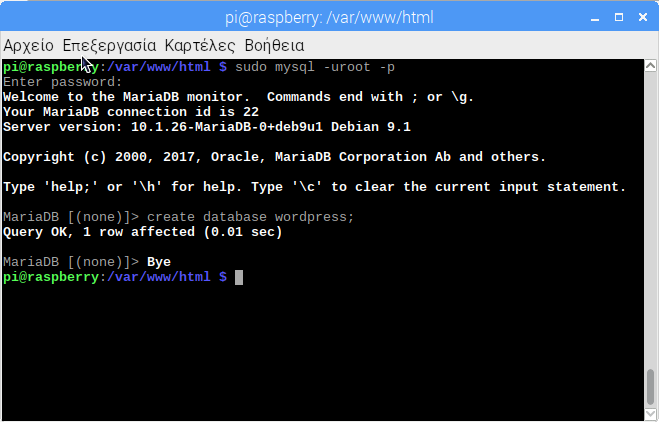 pi@raspberry: /var/www/html
Αρχείο Επεξεργασία Καρτέλες Βοήθεια
pi@raspberry:/var/www/html $ sudo mysql -uroot -p
Enter password:
Welcome to the MariaDB monitor.  Commands end with ; or \g.
Your MariaDB connection id is 22
Server version: 10.1.26-MariaDB-0+deb9u1 Debian 9.1
Copyright (c) 2000, 2017, Oracle, MariaDB Corporation Ab and others.
Type 'help;' or '\h' for help. Type '\c' to clear the current input statement.
MariaDB [(none)]> create database wordpress;
Query OK, 1 row affected (0.01 sec)
MariaDB [(none)]> Bye
pi@raspberry:/var/www/html $